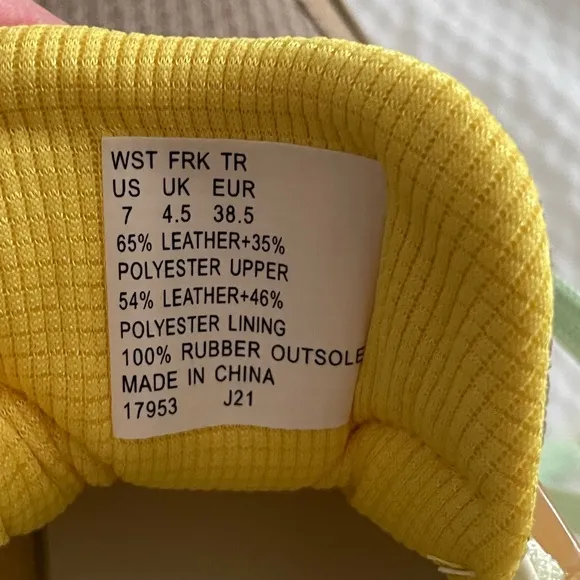 WST FRK TR
US UK EUR
7 4.5 38.5
65% LEATHER+35%
POLYESTER UPPER
54% LEATHER+46%
POLYESTER LINING
100% RUBBER OUTSOLE
MADE IN CHINA
17953 J21